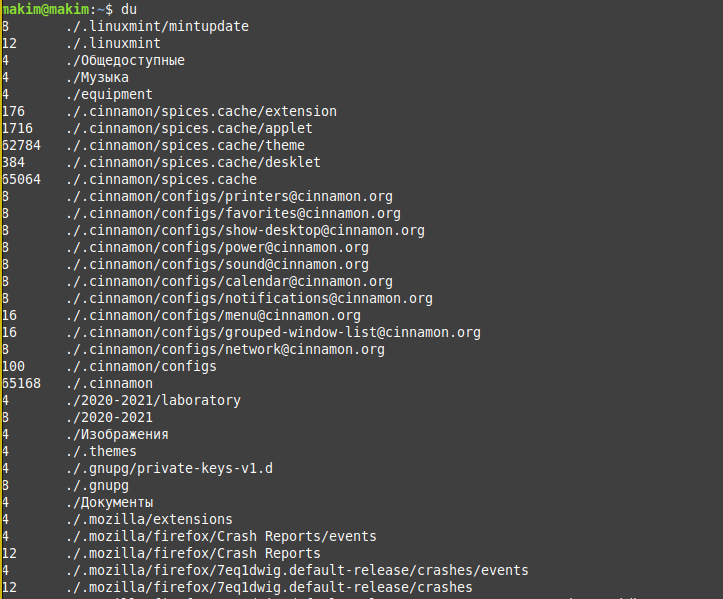 makim@makim:~$ du
8 ./.linuxmint/mintupdate
12 ./.linuxmint
4 ./Общедоступные
4 ./Музыка
4 ./equipment
176 ./.cinnamon/spices.cache/extension
1716 ./.cinnamon/spices.cache/applet
62784 ./.cinnamon/spices.cache/theme
384 ./.cinnamon/spices.cache/desklet
65064 ./.cinnamon/spices.cache
8 ./.cinnamon/configs/printers@cinnamon.org
8 ./.cinnamon/configs/favorites@cinnamon.org
8 ./.cinnamon/configs/show-desktop@cinnamon.org
8 ./.cinnamon/configs/power@cinnamon.org
8 ./.cinnamon/configs/sound@cinnamon.org
8 ./.cinnamon/configs/calendar@cinnamon.org
8 ./.cinnamon/configs/notifications@cinnamon.org
16 ./.cinnamon/configs/menu@cinnamon.org
16 ./.cinnamon/configs/grouped-window-list@cinnamon.org
8 ./.cinnamon/configs/network@cinnamon.org
100 ./.cinnamon/configs
65168 ./.cinnamon
4 ./2020-2021/laboratory
8 ./2020-2021
4 ./Изображения
4 ./.themes
4 ./.gnupg/private-keys-v1.d
8 ./.gnupg
4 ./Документы
4 ./.mozilla/extensions
4 ./.mozilla/firefox/Crash Reports/events
12 ./.mozilla/firefox/Crash Reports
4 ./.mozilla/firefox/7eq1dwig.default-release/crashes/events
12 ./.mozilla/firefox/7eq1dwig.default-release/crashes